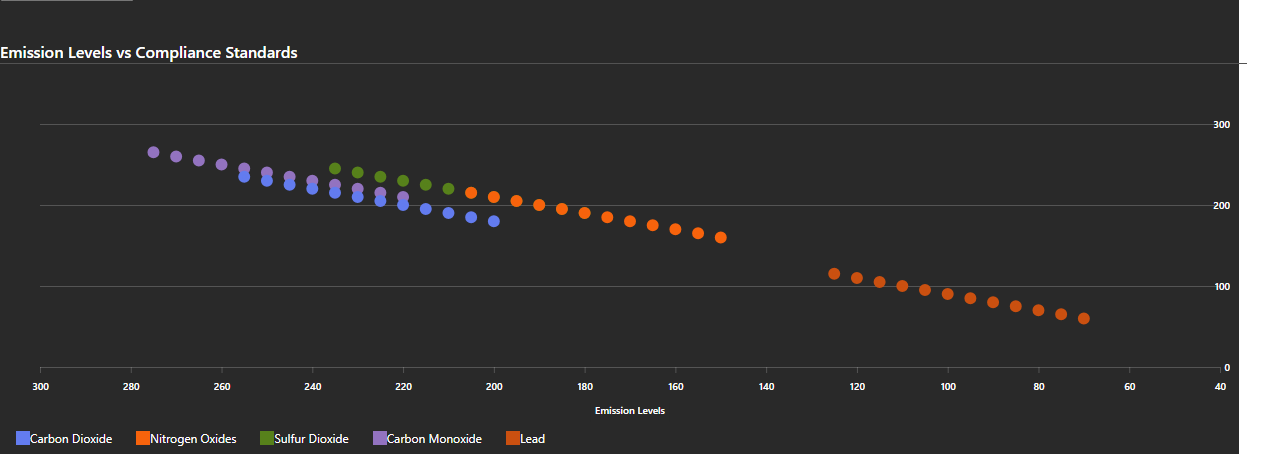 Emission Levels vs Compliance Standards
300
200
100
0
300 280 260 240 220 200 180 160 140 120 100 80 60 40
Emission Levels
Carbon Dioxide Nitrogen Oxides Sulfur Dioxide Carbon Monoxide Lead